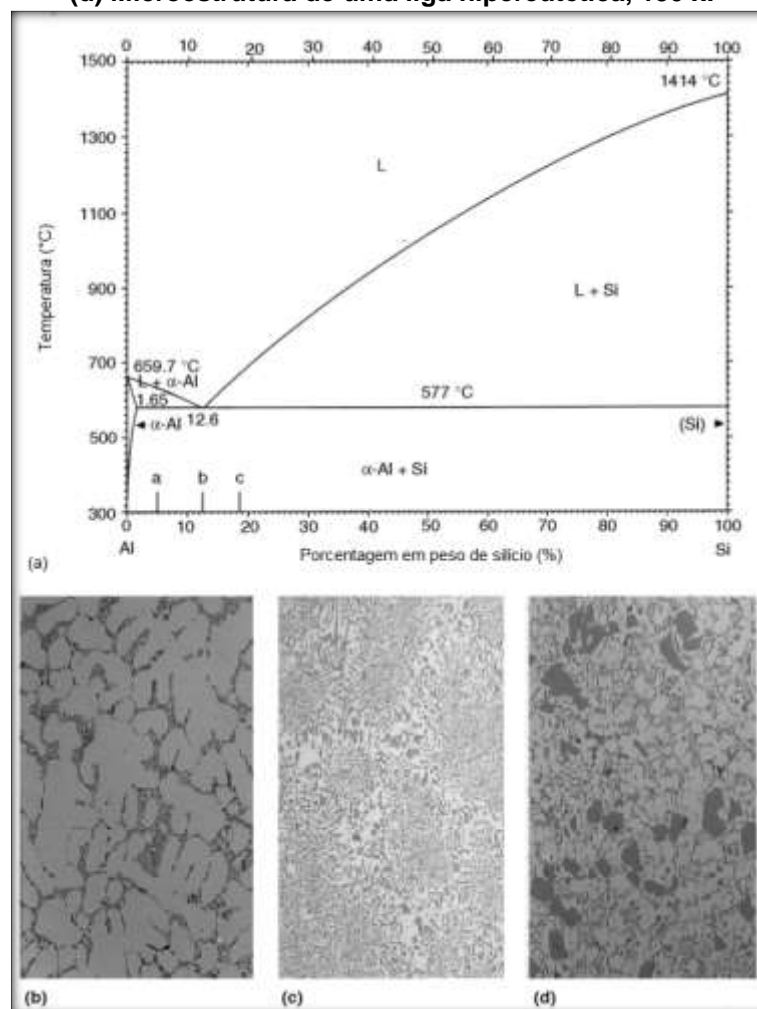 (d) Microestrutura de uma liga hipereutética, 150 X.
0 10 20 30 40 50 60 70 80 90 100
1500
1414 °C
1300
L
1100
900
L + Si
700
659.7 °C
L + α-Al
1.65
577 °C
α-Al
12.6
(Si)
500
α-Al + Si
a b c
300
0 10 20 30 40 50 60 70 80 90 100
Al
Si
Temperatura (°C)
Porcentagem em peso de silício (%)
(a)
(b) (c) (d)